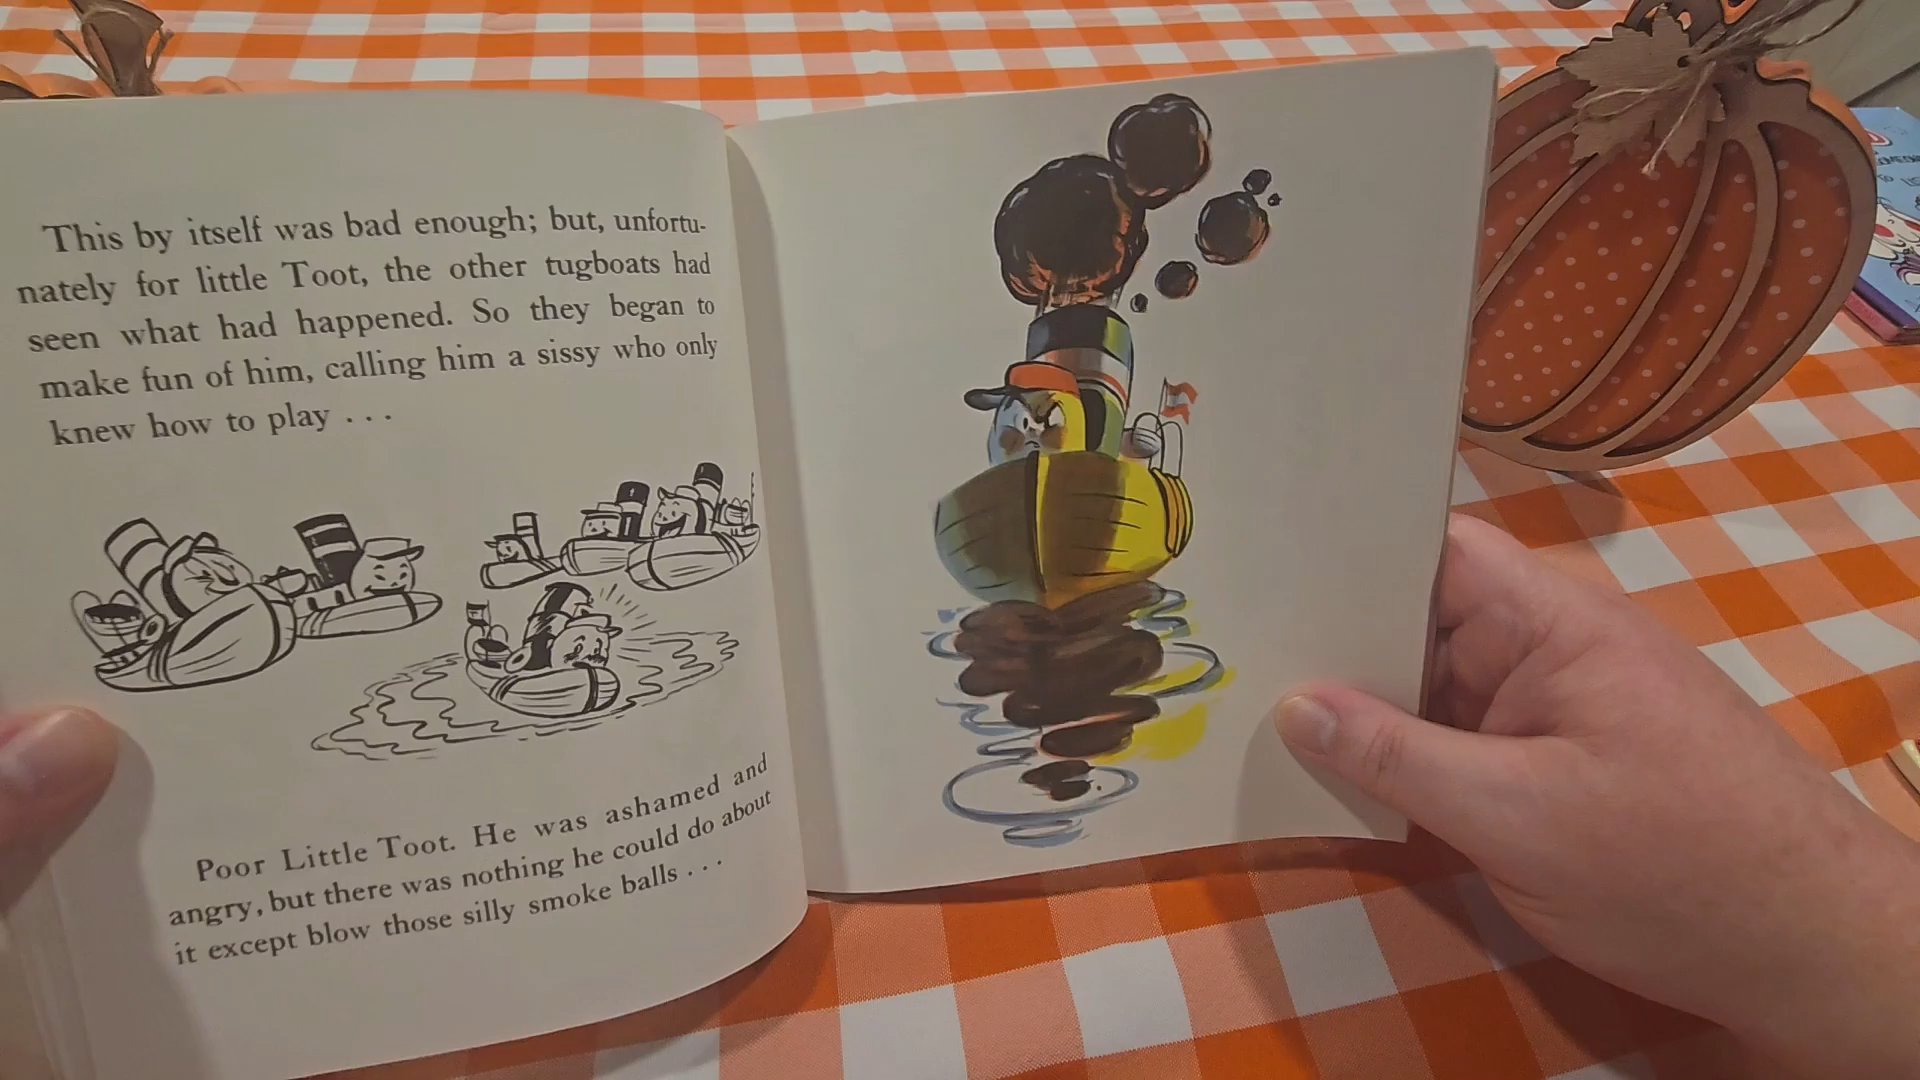 This by itself was bad enough; but, unfortu-
nately for little Toot, the other tugboats had
seen what had happened. So they began to
make fun of him, calling him a sissy who only
knew how to play . . .
Poor Little Toot. He was ashamed and
angry, but there was nothing he could do about
it except blow those silly smoke balls . . .